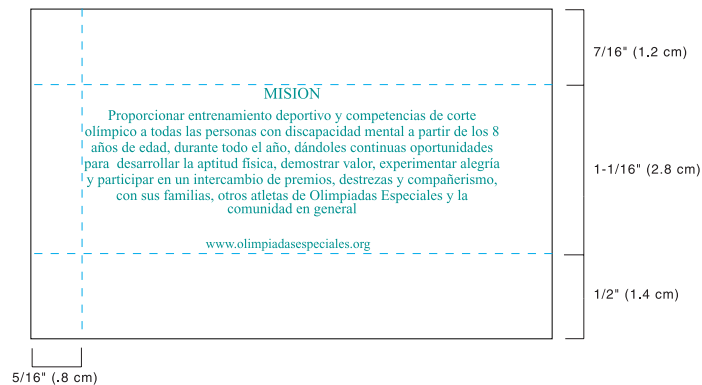 7/16" (1.2 cm)
MISION
Proporcionar entrenamiento deportivo y competencias de corte
olímpico a todas las personas con discapacidad mental a partir de los 8
años de edad, durante todo el año, dándoles continuas oportunidades
para desarrollar la aptitud física, demostrar valor, experimentar alegría
y participar en un intercambio de premios, destrezas y compañerismo,
con sus familias, otros atletas de Olimpiadas Especiales y la
comunidad en general
1-1/16" (2.8 cm)
www.olimpiadasespeciales.org
1/2" (1.4 cm)
5/16" (.8 cm)